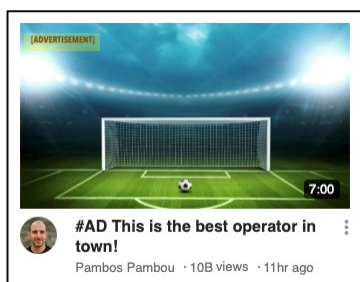 [ADVERTISEMENT]
7:00
#AD This is the best operator in
town!
Pambos Pambou · 10B views · 11hr ago